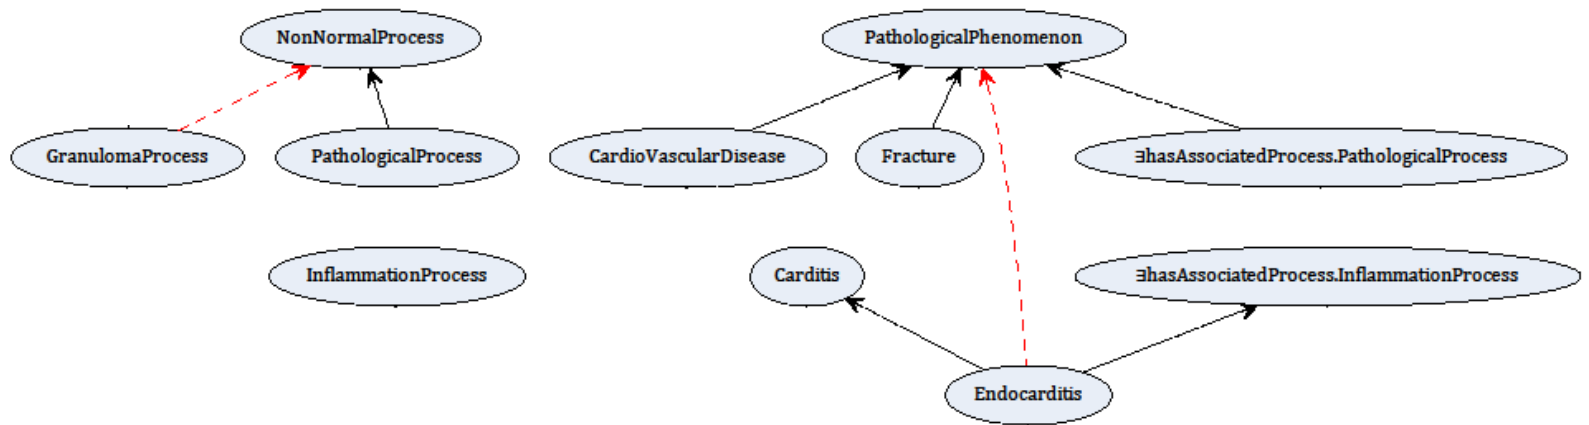 NonNormalProcess
PathologicalPhenomenon
GranulomaProcess
PathologicalProcess
CardioVascularDisease
Fracture
∃hasAssociatedProcess.PathologicalProcess
InflammationProcess
Carditis
∃hasAssociatedProcess.InflammationProcess
Endocarditis